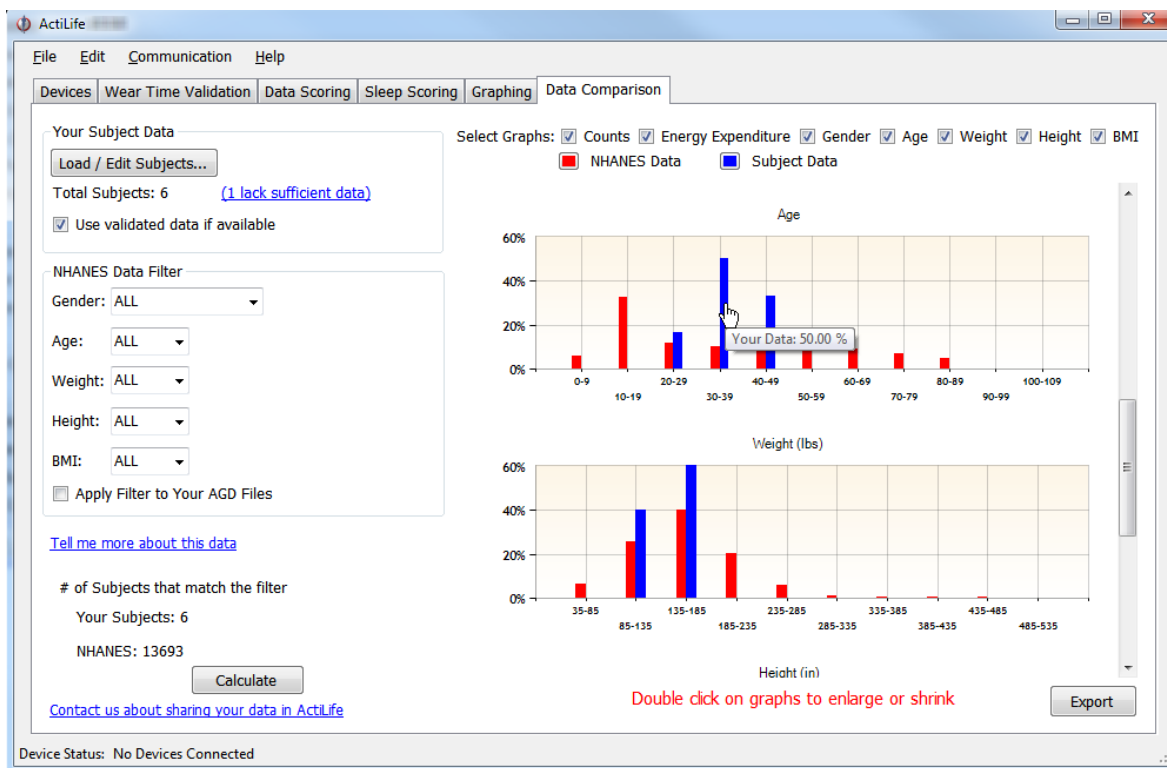 ActiLife
File Edit Communication Help
Devices Wear Time Validation Data Scoring Sleep Scoring Graphing Data Comparison
Your Subject Data
Load / Edit Subjects...
Total Subjects: 6 (1 lack sufficient data)
Use validated data if available
NHANES Data Filter
Gender: ALL
Age: ALL
Weight: ALL
Height: ALL
BMI: ALL
Apply Filter to Your AGD Files
Tell me more about this data
# of Subjects that match the filter
Your Subjects: 6
NHANES: 13693
Calculate
Contact us about sharing your data in ActiLife
Select Graphs: Counts Energy Expenditure Gender Age Weight Height BMI
NHANES Data Subject Data
Age
60%
40%
20%
0%
Your Data: 50.00 %
0-9 20-29 30-39 40-49 60-69 80-89 100-109
10-19 50-59 70-79 90-99
Weight (lbs)
60%
40%
20%
0%
35-85 135-185 235-285 335-385 435-485
85-135 185-235 285-335 385-435 485-535
Height (in)
Double click on graphs to enlarge or shrink
Export
Device Status: No Devices Connected